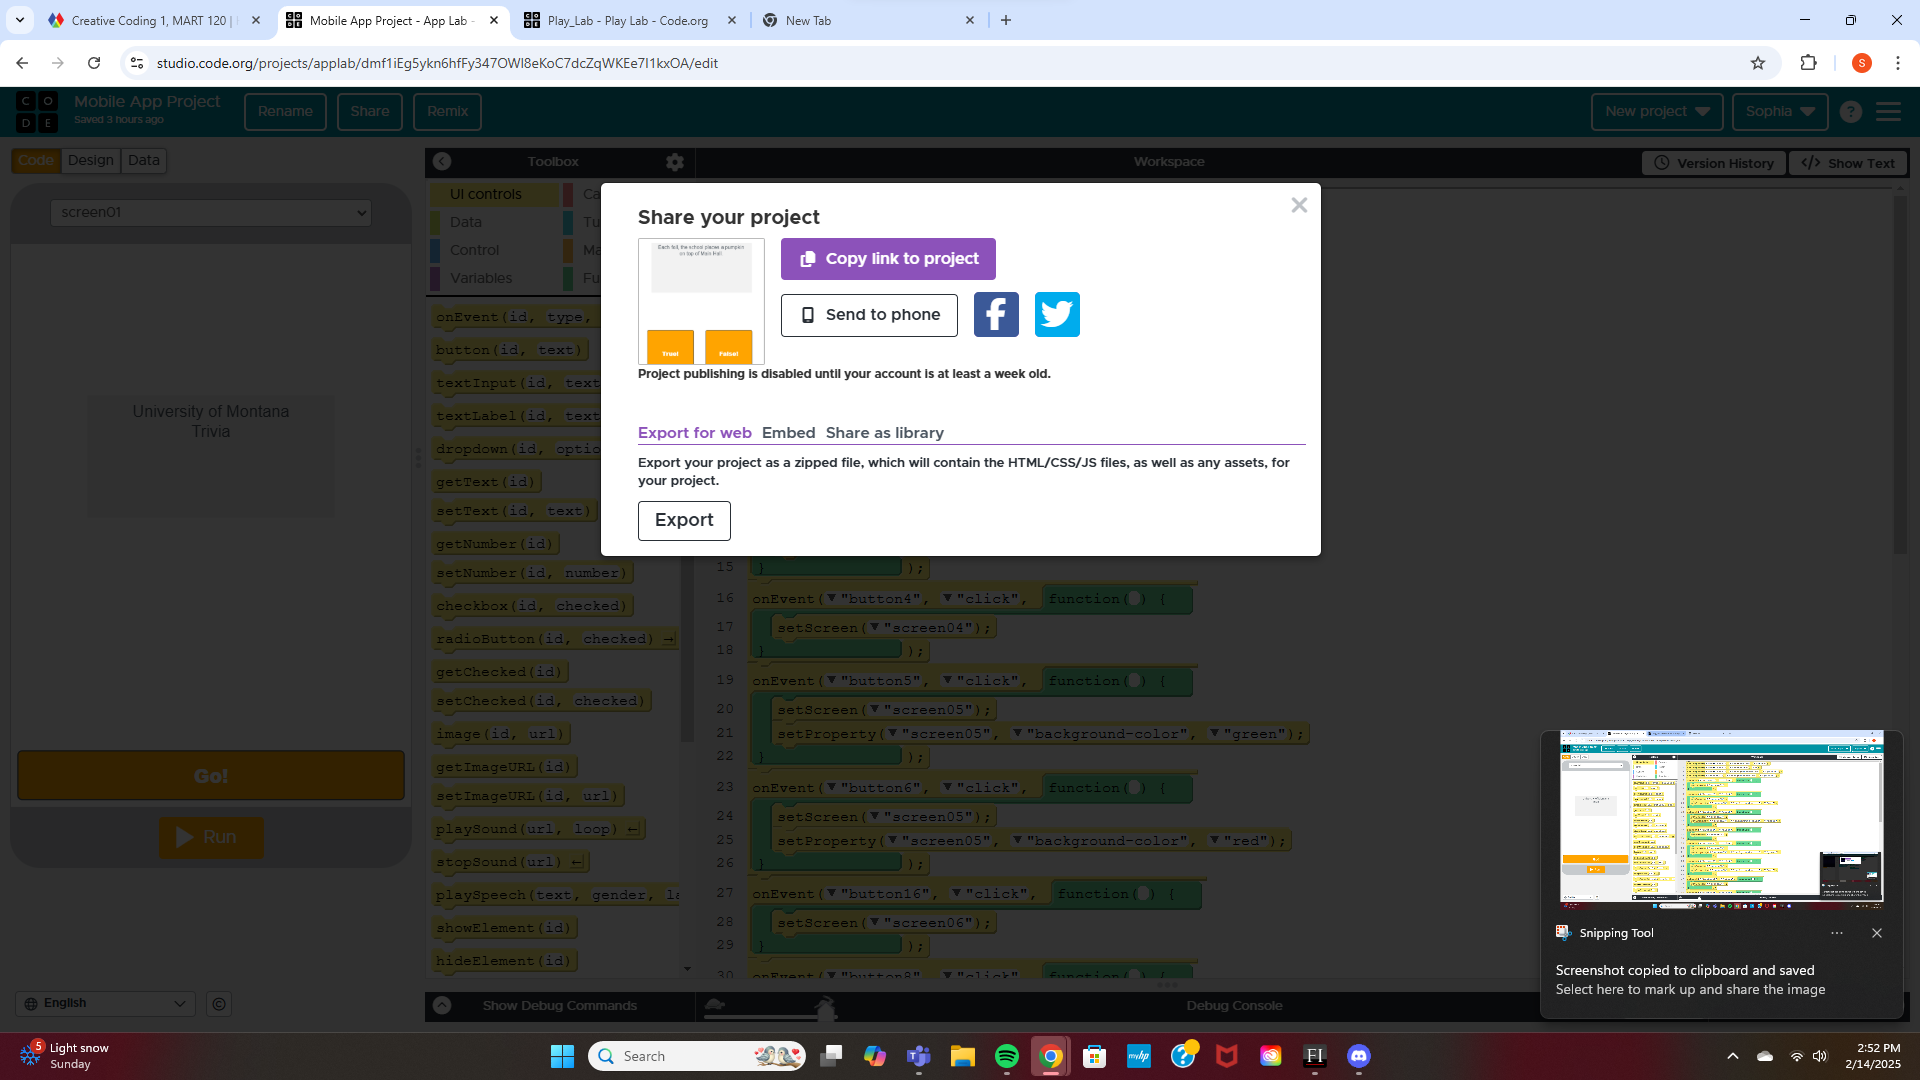 Creative Coding 1, MART 120 |
Mobile App Project - App Lab -
Play_Lab - Play Lab - Code.org
New Tab
studio.code.org/projects/applab/dmf1iEg5ykn6hfFy347OWl8eKoC7dcZqWKEe7I1kxOA/edit
S
CODE
Mobile App Project
Saved 3 hours ago
Rename
Share
Remix
New project
Sophia
?
Code
Design
Data
Toolbox
Workspace
Version History
Show Text
screen01
UI controls
Data
Control
Variables
Ca
Tu
Ma
Fu
University of Montana
Trivia
Go!
Run
onEvent(id, type,
button(id, text)
textInput(id, text
textLabel(id, text
dropdown(id, optio
getText(id)
setText(id, text)
getNumber(id)
setNumber(id, number)
checkbox(id, checked)
radioButton(id, checked)
getChecked(id)
setChecked(id, checked)
image(id, url)
getImageURL(id)
setImageURL(id, url)
playSound(url, loop)
stopSound(url)
playSpeech(text, gender, la
showElement(id)
hideElement(id)
Share your project
Each fall, the school places a pumpkin
on top of Main Hall
True!
False!
Copy link to project
Send to phone
Project publishing is disabled until your account is at least a week old.
Export for web
Embed
Share as library
Export your project as a zipped file, which will contain the HTML/CSS/JS files, as well as any assets, for
your project.
Export
15 } );
16 onEvent("button4", "click", function() {
17 setScreen("screen04");
18 } );
19 onEvent("button5", "click", function() {
20 setScreen("screen05");
21 setProperty("screen05", "background-color", "green");
22 } );
23 onEvent("button6", "click", function() {
24 setScreen("screen05");
25 setProperty("screen05", "background-color", "red");
26 } );
27 onEvent("button16", "click", function() {
28 setScreen("screen06");
29 } );
30 onEvent("button8", "click", function() {
Snipping Tool
Screenshot copied to clipboard and saved
Select here to mark up and share the image
English
Show Debug Commands
Debug Console
5
Light snow
Sunday
Search
myhp
FI
2:52 PM
2/14/2025